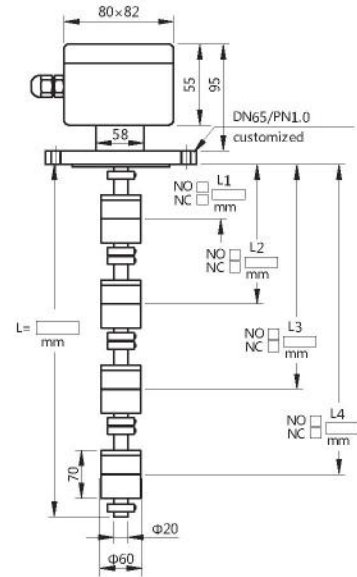 80×82
55
95
58
DN65/PN1.0
customized
NO L1
NC mm
NO L2
NC mm
L= mm
NO L3
NC mm
NO L4
NC mm
70
Φ20
Φ60